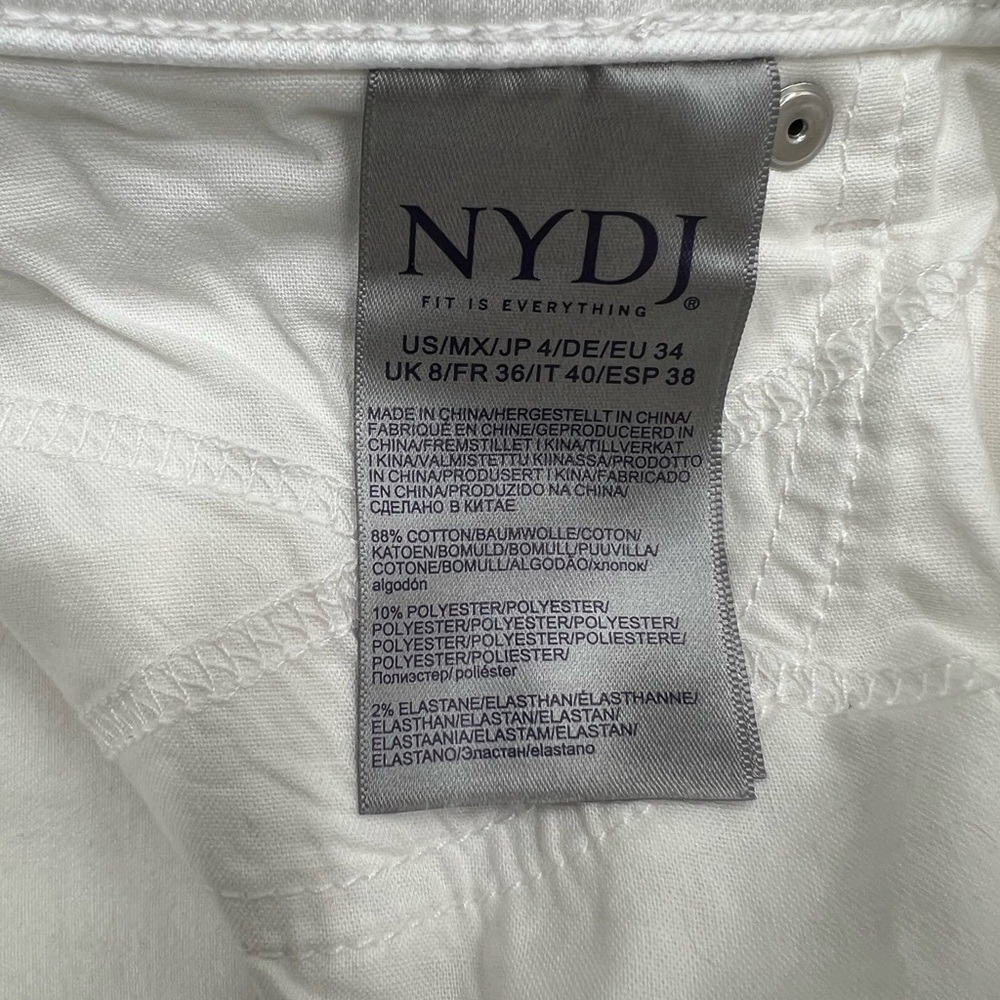 NYDJ
FIT IS EVERYTHING ®
US/MX/JP 4/DE/EU 34
UK 8/FR 36/IT 40/ESP 38
MADE IN CHINA/HERGESTELLT IN CHINA/
FABRIQUÉ EN CHINE/GEPRODUCEERD IN
CHINA/FREMSTILLET I KINA/TILLVERKAT
I KINA/VALMISTETTU KIINASSA/PRODOTTO
IN CHINA/PRODUSERT I KINA/FABRICADO
EN CHINA/PRODUZIDO NA CHINA/
СДЕЛАНО В КИТАЕ
88% COTTON/BAUMWOLLE/COTON/
KATOEN/BOMULD/BOMULL/PUUVILLA/
COTONE/BOMULL/ALGODÃO/хлопок/
algodón
10% POLYESTER/POLYESTER/
POLYESTER/POLYESTER/POLYESTER/
POLYESTER/POLYESTER/POLIESTERE/
POLYESTER/POLIESTER/
Полиэстер/ poliéster
2% ELASTANE/ELASTHAN/ÉLASTHANNE/
ELASTHAN/ELASTAN/ELASTAN/
ELASTAANIA/ELASTAM/ELASTAN/
ELASTANO/Эластан/elastano